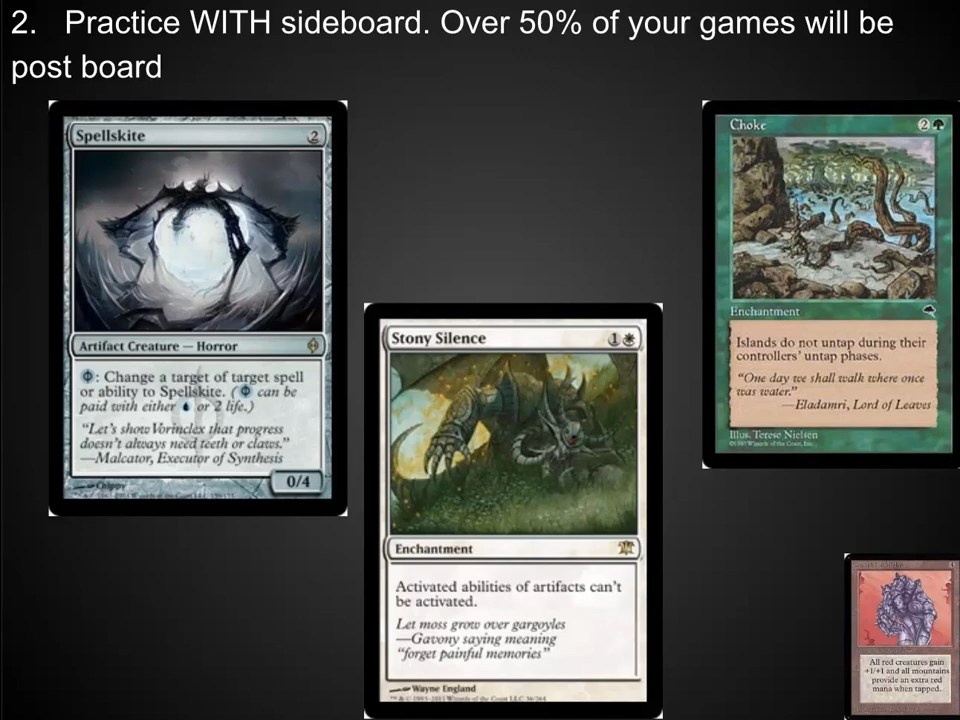 2. Practice WITH sideboard. Over 50% of your games will be
post board
Spellskite 2
Artifact Creature — Horror
: Change a target of target spell
or ability to Spellskite. ( can be
paid with either or 2 life.)
"Let's show Vorinclex that progress
doesn't always need teeth or claws."
—Malcator, Executor of Synthesis
Chippy
0/4
Stony Silence 1
Enchantment
Activated abilities of artifacts can't
be activated.
Let moss grow over gargoyles
—Gavony saying meaning
"forget painful memories"
Wayne England
Choke 2
Enchantment
Islands do not untap during their
controllers' untap phases.
"One day we shall walk where once
was water."
—Eladamri, Lord of Leaves
Illus. Terese Nielsen
All red creatures gain
+1/+1 and all mountains
provide an extra red
mana when tapped.